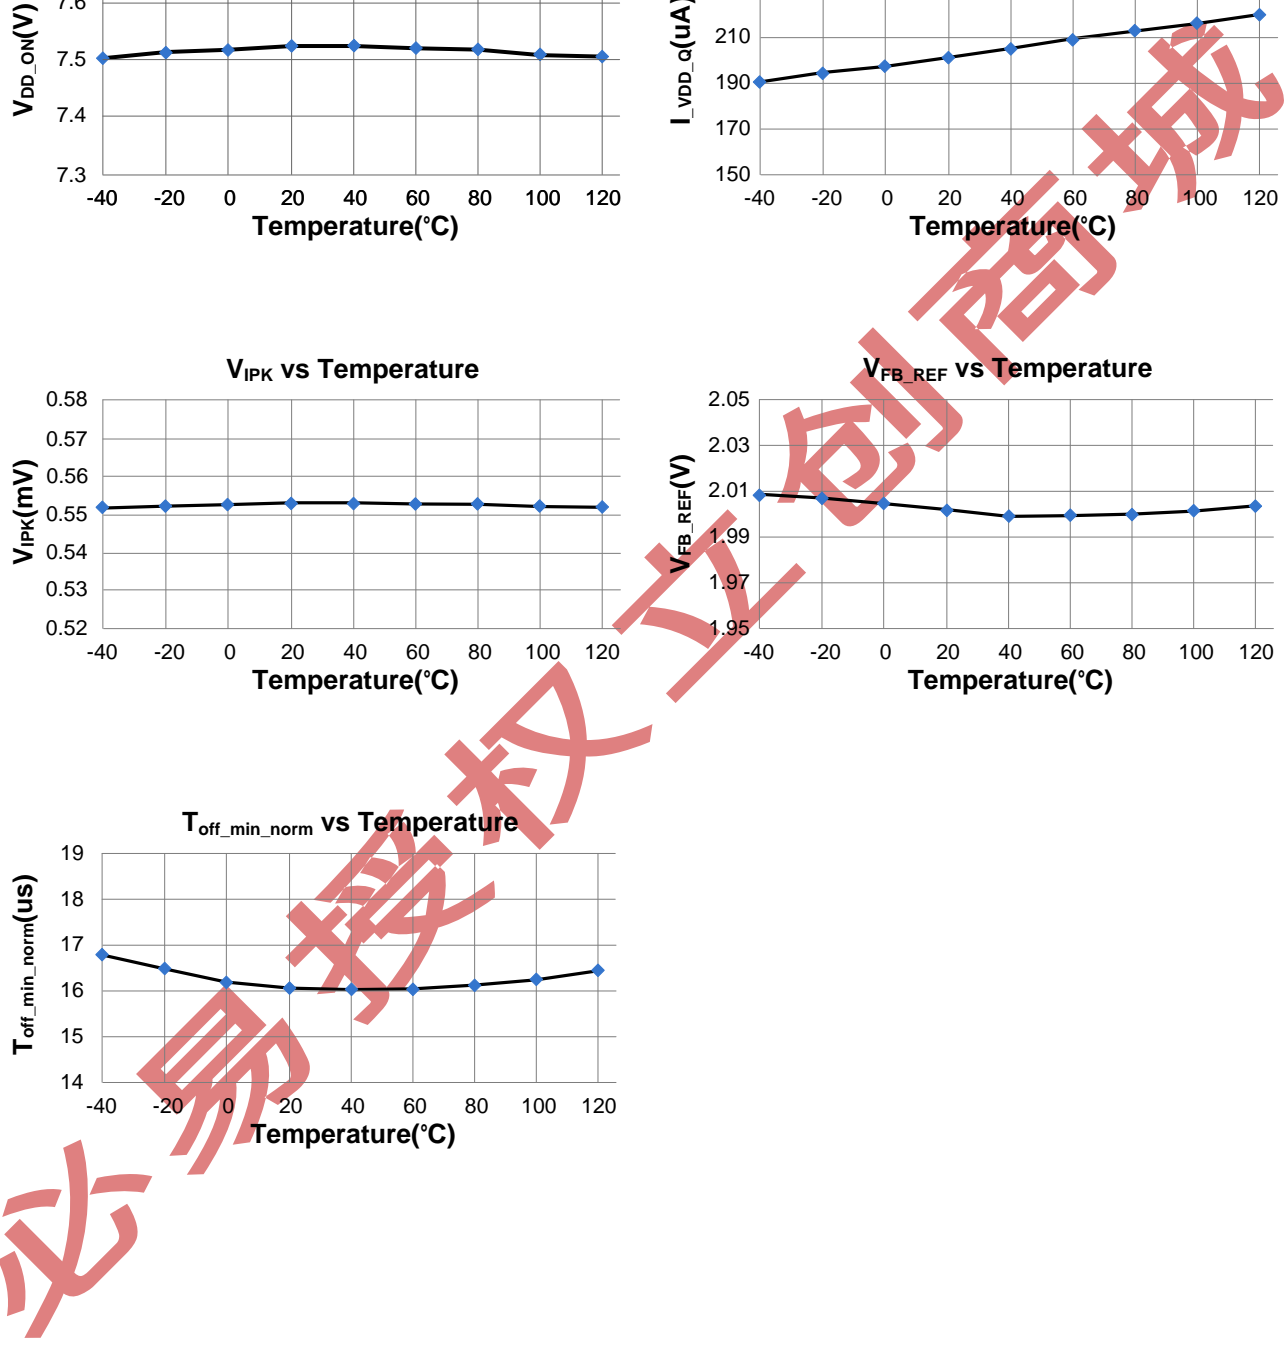 7.6
7.5
7.4
7.3
V_DD_ON(V)
-40 -20 0 20 40 60 80 100 120
Temperature(°C)
210
190
170
150
I_VDD_Q(uA)
-40 -20 0 20 40 60 80 100 120
Temperature(°C)
V_IPK vs Temperature
0.58
0.57
0.56
0.55
0.54
0.53
0.52
V_IPK(mV)
-40 -20 0 20 40 60 80 100 120
Temperature(°C)
V_FB_REF vs Temperature
2.05
2.03
2.01
1.99
1.97
1.95
V_FB_REF(V)
-40 -20 0 20 40 60 80 100 120
Temperature(°C)
T_off_min_norm vs Temperature
19
18
17
16
15
14
T_off_min_norm(us)
-40 -20 0 20 40 60 80 100 120
Temperature(°C)
必易授权立创商城